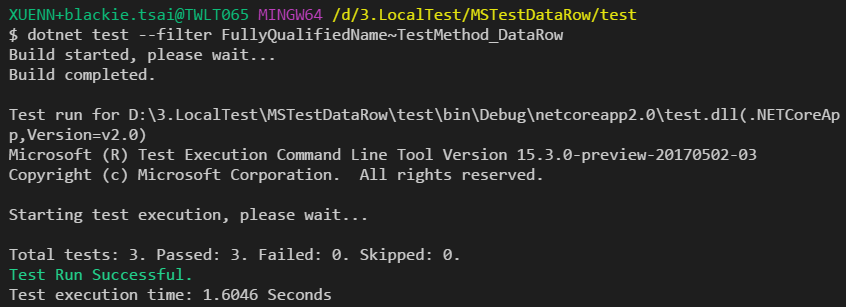 XUENN+blackie.tsai@TWLT065 MINGW64 /d/3.LocalTest/MSTestDataRow/test
$ dotnet test --filter FullyQualifiedName~TestMethod_DataRow
Build started, please wait...
Build completed.
Test run for D:\3.LocalTest\MSTestDataRow\test\bin\Debug\netcoreapp2.0\test.dll(.NETCoreAp
p,Version=v2.0)
Microsoft (R) Test Execution Command Line Tool Version 15.3.0-preview-20170502-03
Copyright (c) Microsoft Corporation.  All rights reserved.
Starting test execution, please wait...
Total tests: 3. Passed: 3. Failed: 0. Skipped: 0.
Test Run Successful.
Test execution time: 1.6046 Seconds